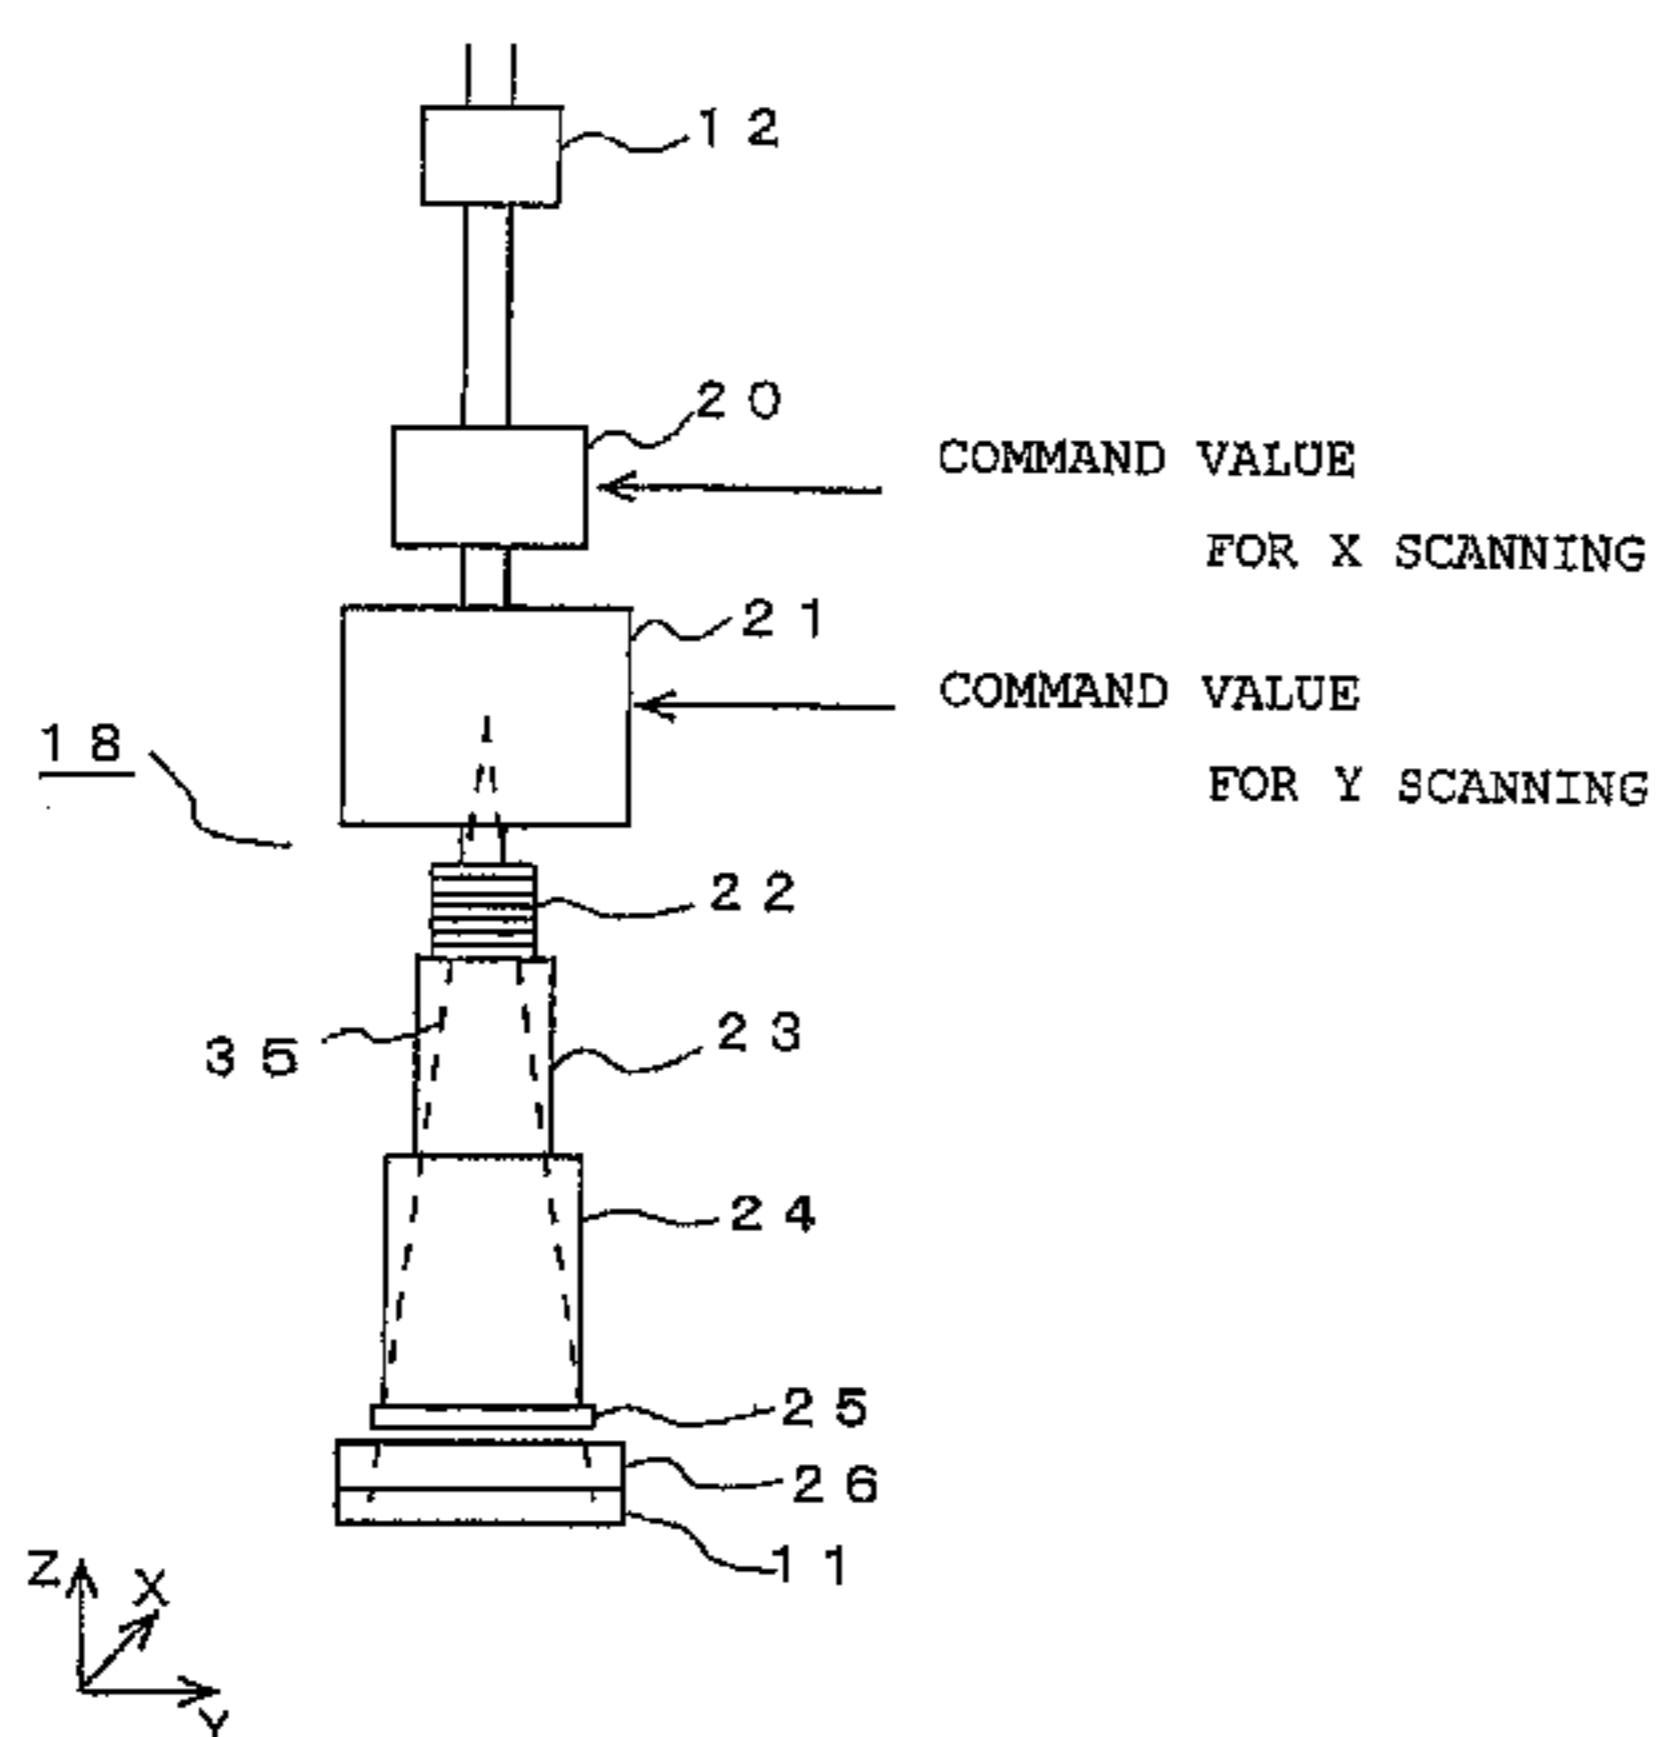 12
20
COMMAND VALUE
FOR X SCANNING
21
COMMAND VALUE
FOR Y SCANNING
18
22
35
23
24
25
26
11
Z
X
Y